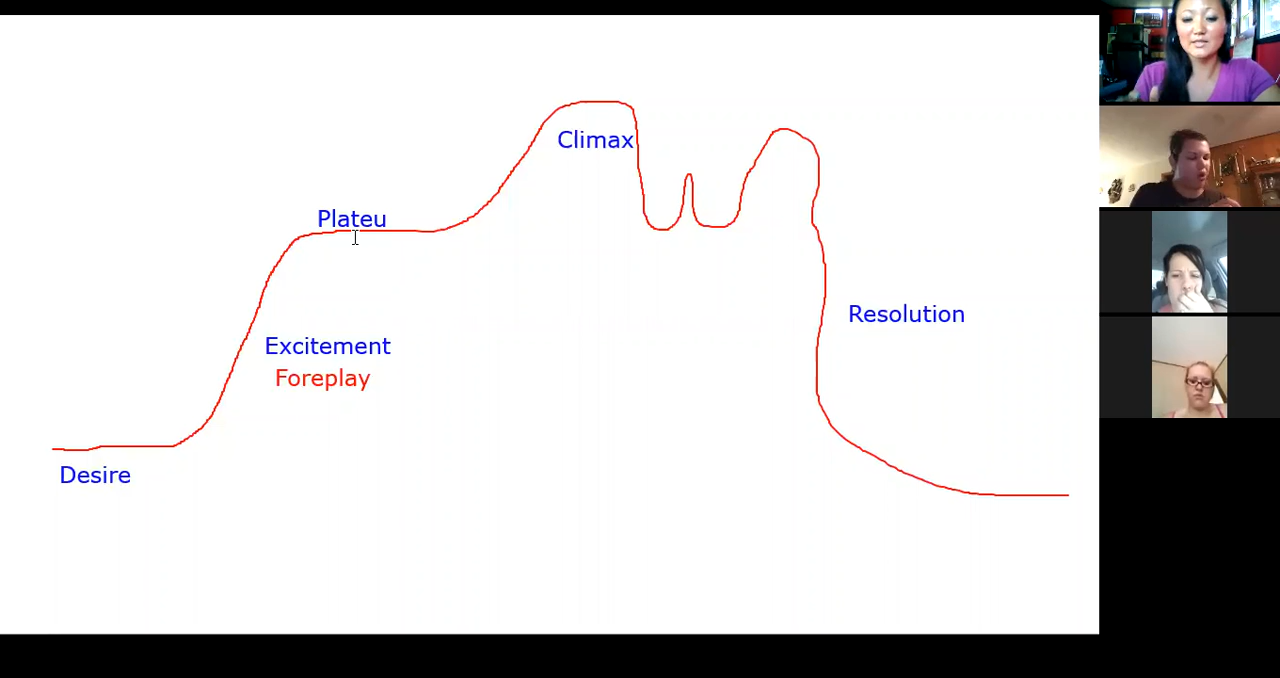 Climax
Plateu
Resolution
Excitement
Foreplay
Desire